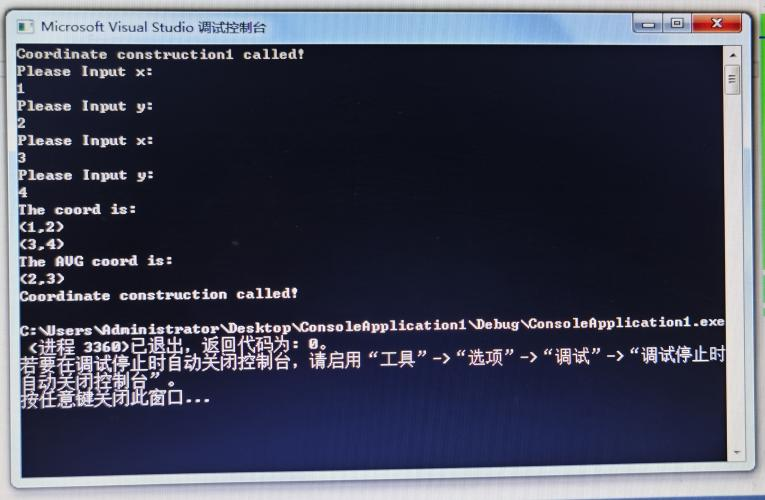 Microsoft Visual Studio 调试控制台
Coordinate construction1 called!
Please Input x:
1
Please Input y:
2
Please Input x:
3
Please Input y:
4
The coord is:
(1,2)
(3,4)
The AVG coord is:
(2,3)
Coordinate construction called!
C:\Users\Administrator\Desktop\ConsoleApplication1\Debug\ConsoleApplication1.exe
(进程 3360)已退出，返回代码为: 0。
若要在调试停止时自动关闭控制台，请启用“工具”->“选项”->“调试”->“调试停止时
自动关闭控制台”。
按任意键关闭此窗口...